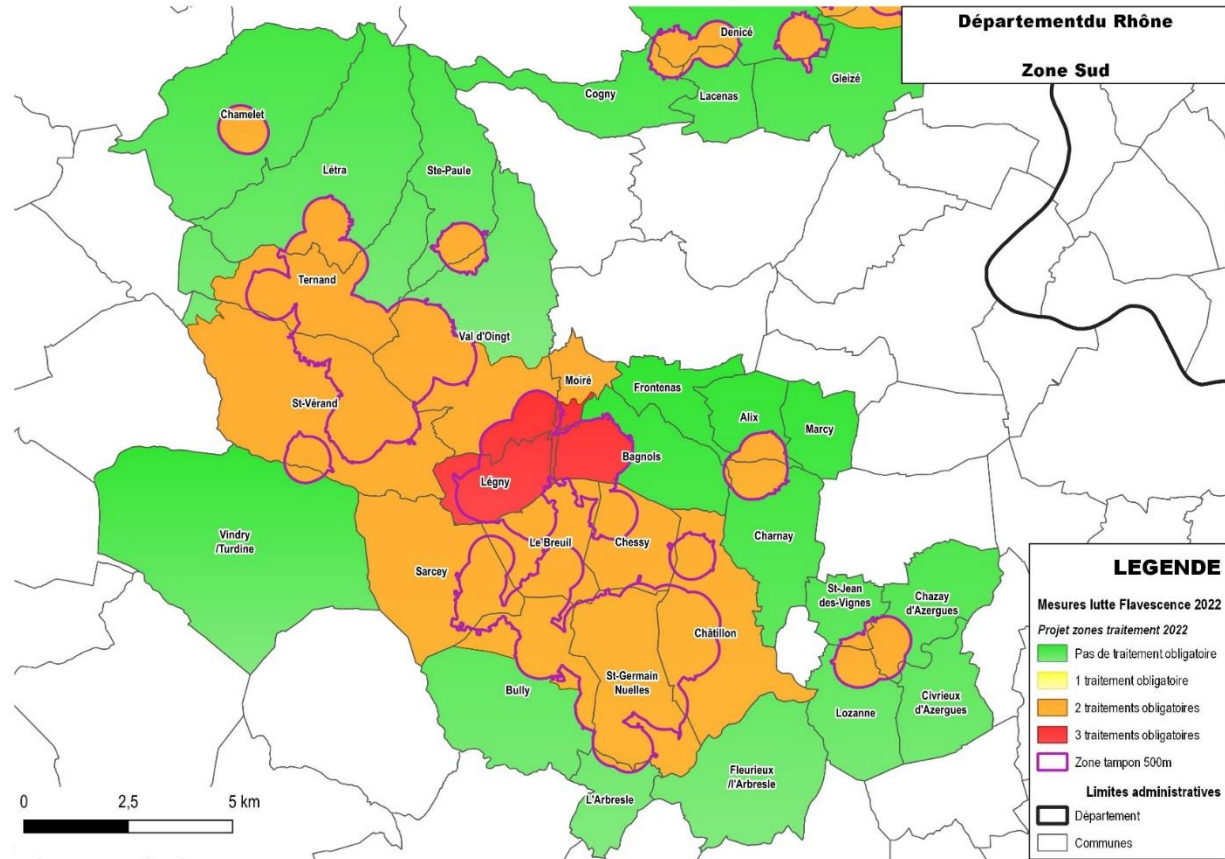 Départementdu Rhône
Zone Sud
Denicé
Gleizé
Cogny
Lacenas
Chamelet
Létra
Ste-Paule
Ternand
Val d'Oingt
Moiré
Frontenas
St-Vérand
Alix
Marcy
Bagnols
Légny
Vindry
/Turdine
Le Breuil
Chessy
Charnay
Sarcey
St-Jean
des-Vignes
Chazay
d'Azergues
Châtillon
St-Germain
Nuelles
Bully
Lozanne
Civrieux
d'Azergues
Fleurieux
/l'Arbresle
L'Arbresle
0 2,5 5 km
LEGENDE
Mesures lutte Flavescence 2022
Projet zones traitement 2022
Pas de traitement obligatoire
1 traitement obligatoire
2 traitements obligatoires
3 traitements obligatoires
Zone tampon 500m
Limites administratives
Département
Communes